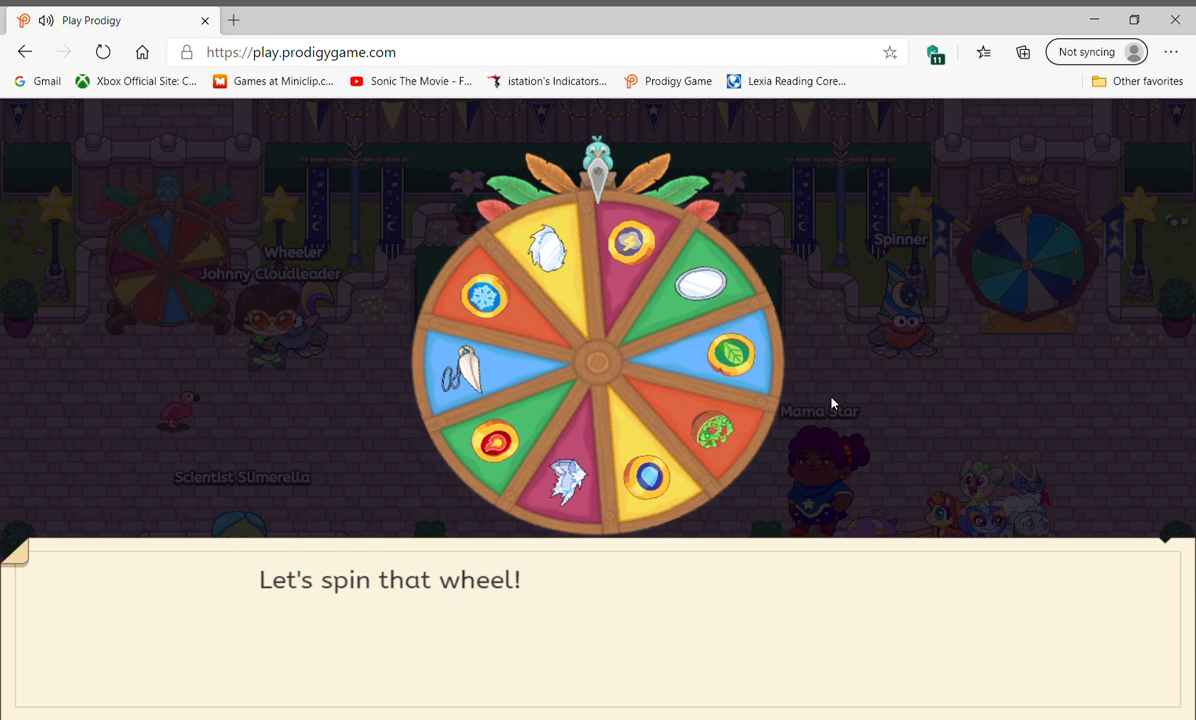 Play Prodigy
https://play.prodigygame.com
11
Not syncing
Gmail
Xbox Official Site: C...
Games at Miniclip.c...
Sonic The Movie - F...
istation's Indicators...
Prodigy Game
Lexia Reading Core...
Other favorites
Wheeler
Johnny Cloudleader
Spinner
Mama Star
Scientist Slimerella
Let's spin that wheel!